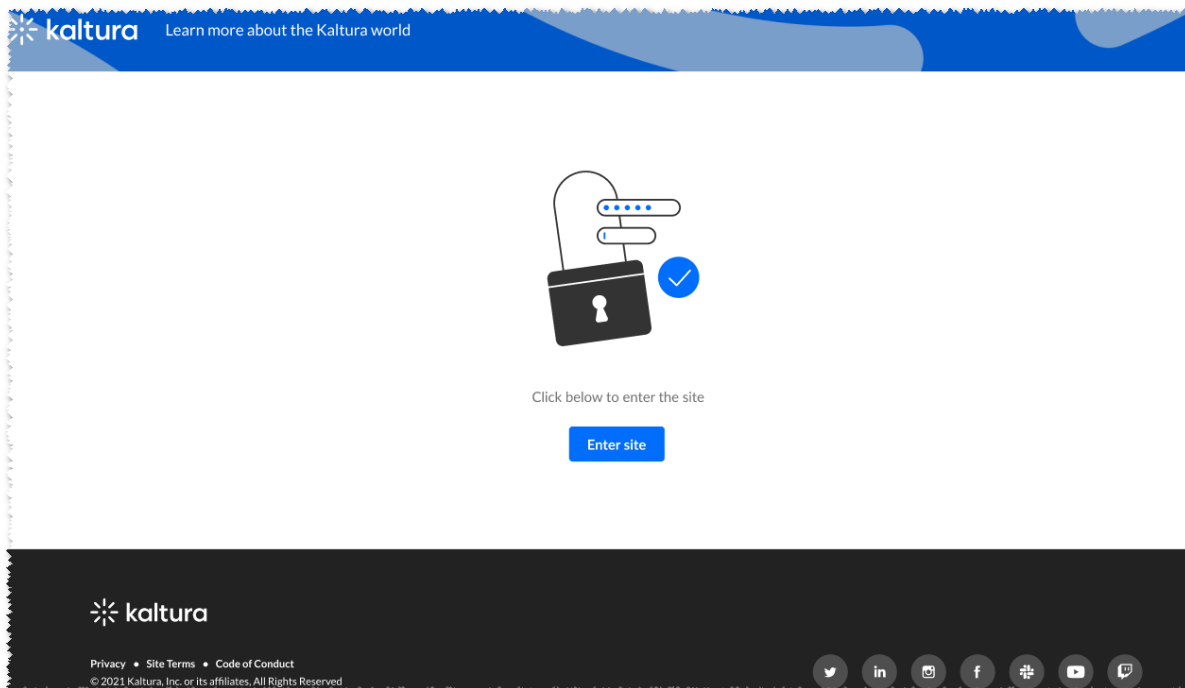 kaltura
Learn more about the Kaltura world
Click below to enter the site
Enter site
kaltura
Privacy • Site Terms • Code of Conduct
© 2021 Kaltura, Inc. or its affiliates, All Rights Reserved